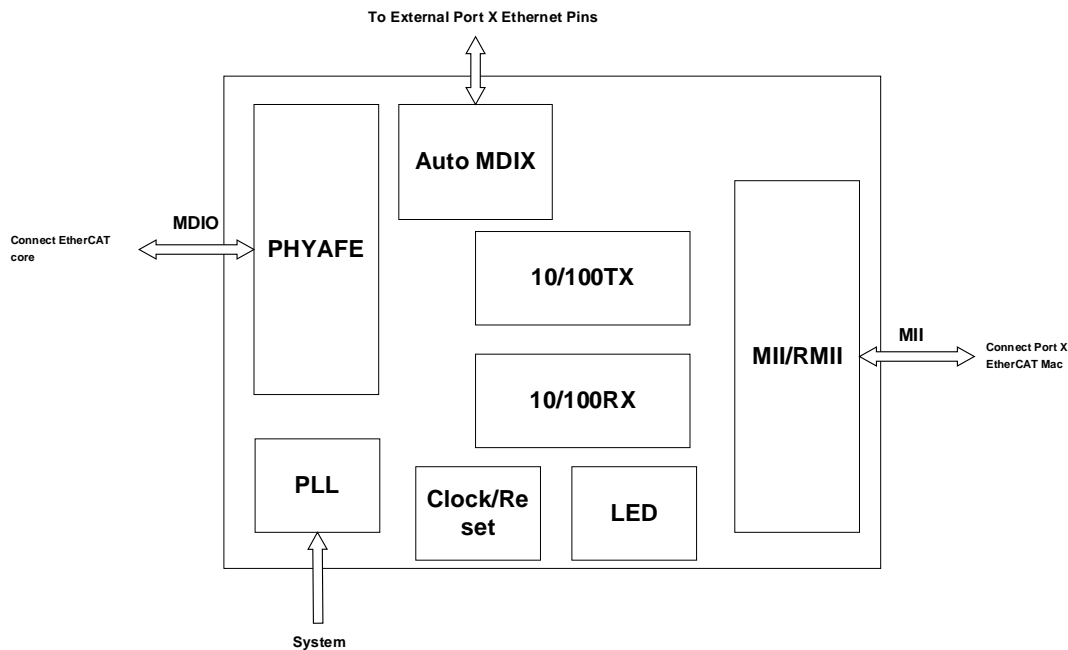 To External Port X Ethernet Pins
Auto MDIX
MDIO
Connect EtherCAT
core
PHYAFE
10/100TX
MII/RMII
MII
Connect Port X
EtherCAT Mac
10/100RX
PLL
Clock/Re
set
LED
System